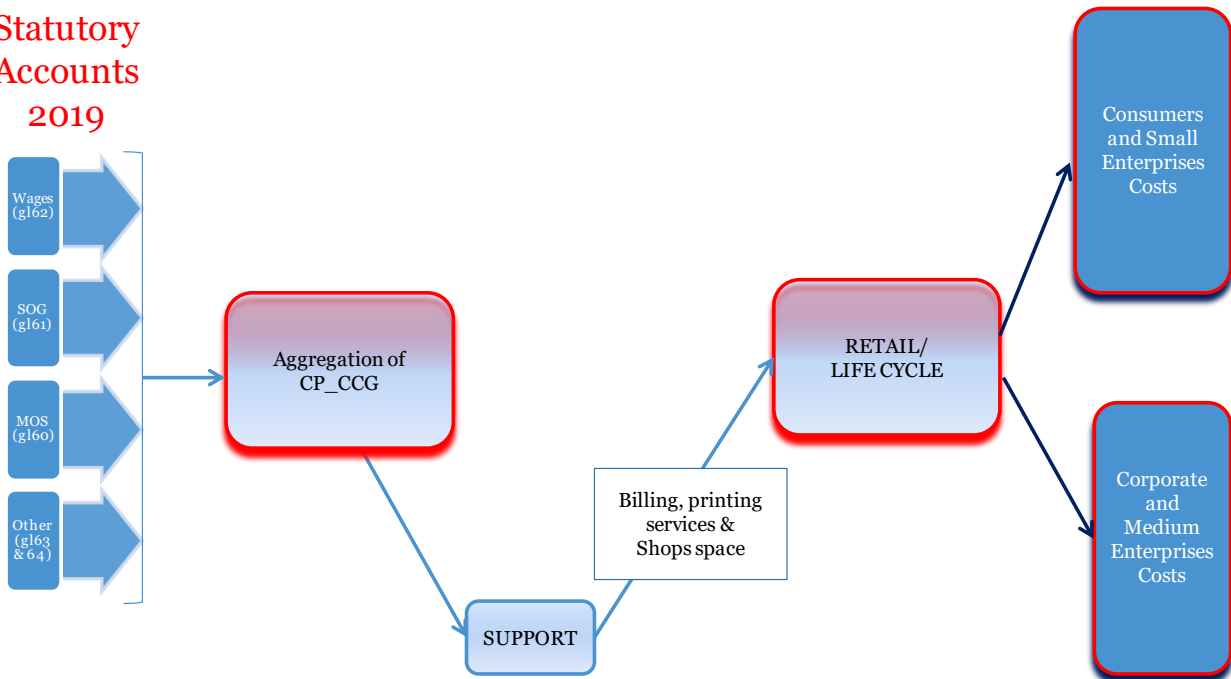 Statutory
Accounts
2019
Wages
(gl62)
SOG
(gl61)
MOS
(gl60)
Other
(gl63
& 64)
Aggregation of
CP_CCG
SUPPORT
Billing, printing
services &
Shops space
RETAIL/
LIFE CYCLE
Consumers
and Small
Enterprises
Costs
Corporate
and
Medium
Enterprises
Costs